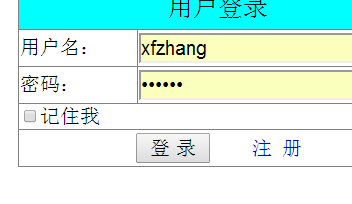 用户登录
用户名： xfzhang
密码： ••••••
记住我
登 录 注 册